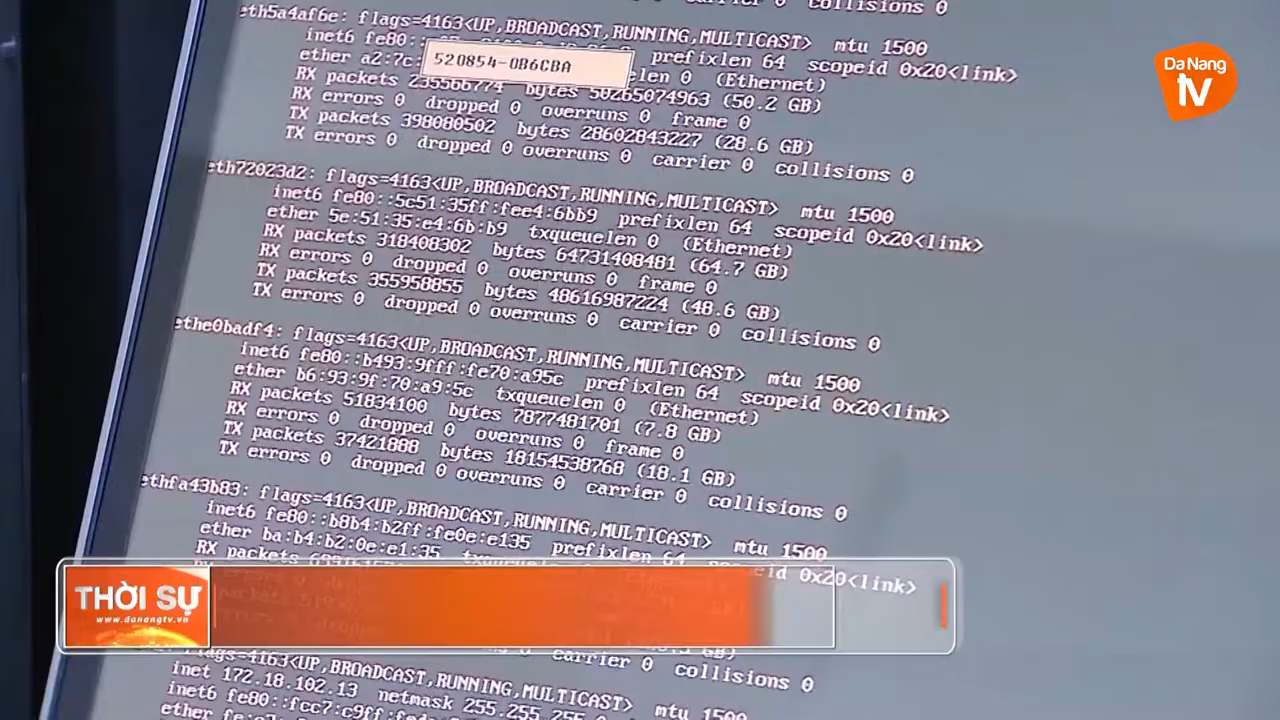 carrier 0 collisions 0
eth5a4af6e: flags=4163<UP,BROADCAST,RUNNING,MULTICAST> mtu 1500
inet6 fe80:: prefixlen 64 scopeid 0x20<link>
520854-0B6CBA
ether a2:7c: (Ethernet)
RX packets 235566774 bytes 50265074963 (50.2 GB)
RX errors 0 dropped 0 overruns 0 frame 0
TX packets 398080502 bytes 28602843227 (28.6 GB)
TX errors 0 dropped 0 overruns 0 carrier 0 collisions 0
eth72023d2: flags=4163<UP,BROADCAST,RUNNING,MULTICAST> mtu 1500
inet6 fe80::5c51:35ff:fee4:6bb9 prefixlen 64 scopeid 0x20<link>
ether 5e:51:35:e4:6b:b9 txqueuelen 0 (Ethernet)
RX packets 318408302 bytes 64731408481 (64.7 GB)
RX errors 0 dropped 0 overruns 0 frame 0
TX packets 355958855 bytes 48616987224 (48.6 GB)
TX errors 0 dropped 0 overruns 0 carrier 0 collisions 0
ethe0badf4: flags=4163<UP,BROADCAST,RUNNING,MULTICAST> mtu 1500
inet6 fe80::b493:9fff:fe70:a95c prefixlen 64 scopeid 0x20<link>
ether b6:93:9f:70:a9:5c txqueuelen 0 (Ethernet)
RX packets 51834100 bytes 7877481701 (7.8 GB)
RX errors 0 dropped 0 overruns 0 frame 0
TX packets 37421888 bytes 18154538768 (18.1 GB)
TX errors 0 dropped 0 overruns 0 carrier 0 collisions 0
ethfa43b83: flags=4163<UP,BROADCAST,RUNNING,MULTICAST> mtu 1500
inet6 fe80::b8b4:b2ff:fe0e:e135 prefixlen 64 scopeid 0x20<link>
ether ba:b4:b2:0e:e1:35
RX packets
carrier 0 collisions 0
flags=4163<UP,BROADCAST,RUNNING,MULTICAST> mtu 1500
inet 172.18.102.13 netmask 255.255.255.0
inet6 fe80::fcc7:c9ff:
ether
Da Nang
tv
THỜI SỰ
www.danangtv.vn